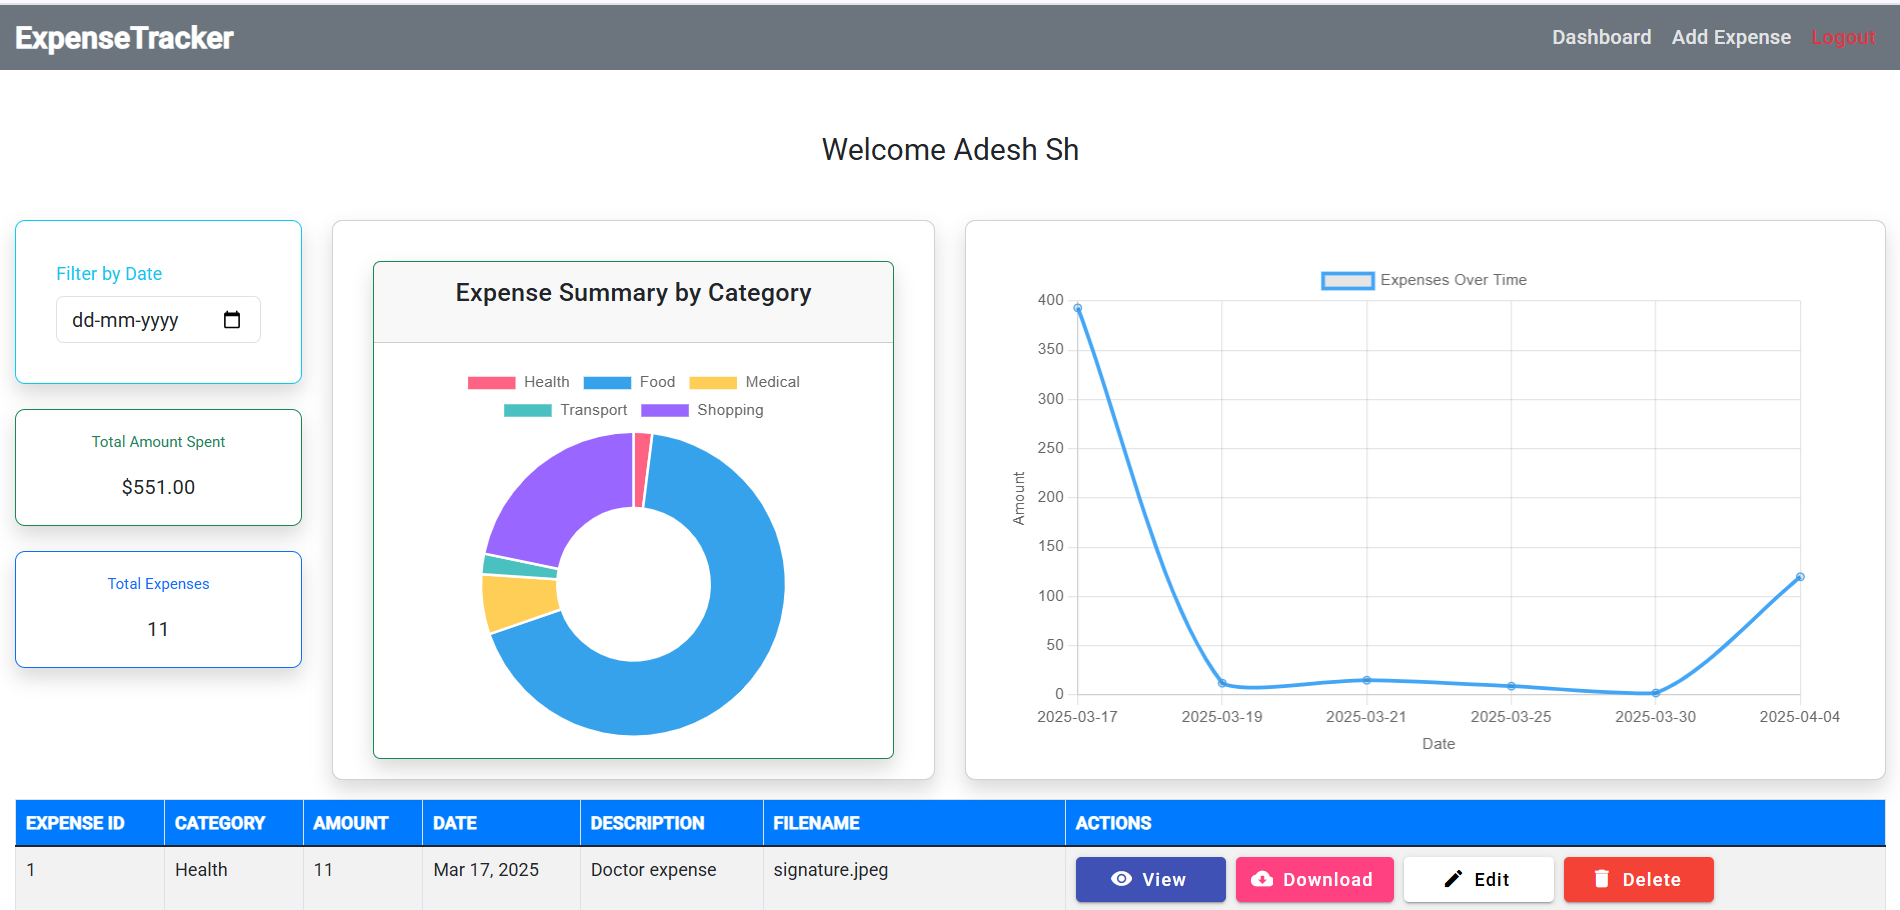 ExpenseTracker
Dashboard Add Expense Logout
Welcome Adesh Sh
Filter by Date
dd-mm-yyyy
Total Amount Spent
$551.00
Total Expenses
11
Expense Summary by Category
Health Food Medical
Transport Shopping
Expenses Over Time
400
350
300
250
200
150
100
50
0
Amount
2025-03-17 2025-03-19 2025-03-21 2025-03-25 2025-03-30 2025-04-04
Date
EXPENSE ID CATEGORY AMOUNT DATE DESCRIPTION FILENAME ACTIONS
1 Health 11 Mar 17, 2025 Doctor expense signature.jpeg View Download Edit Delete